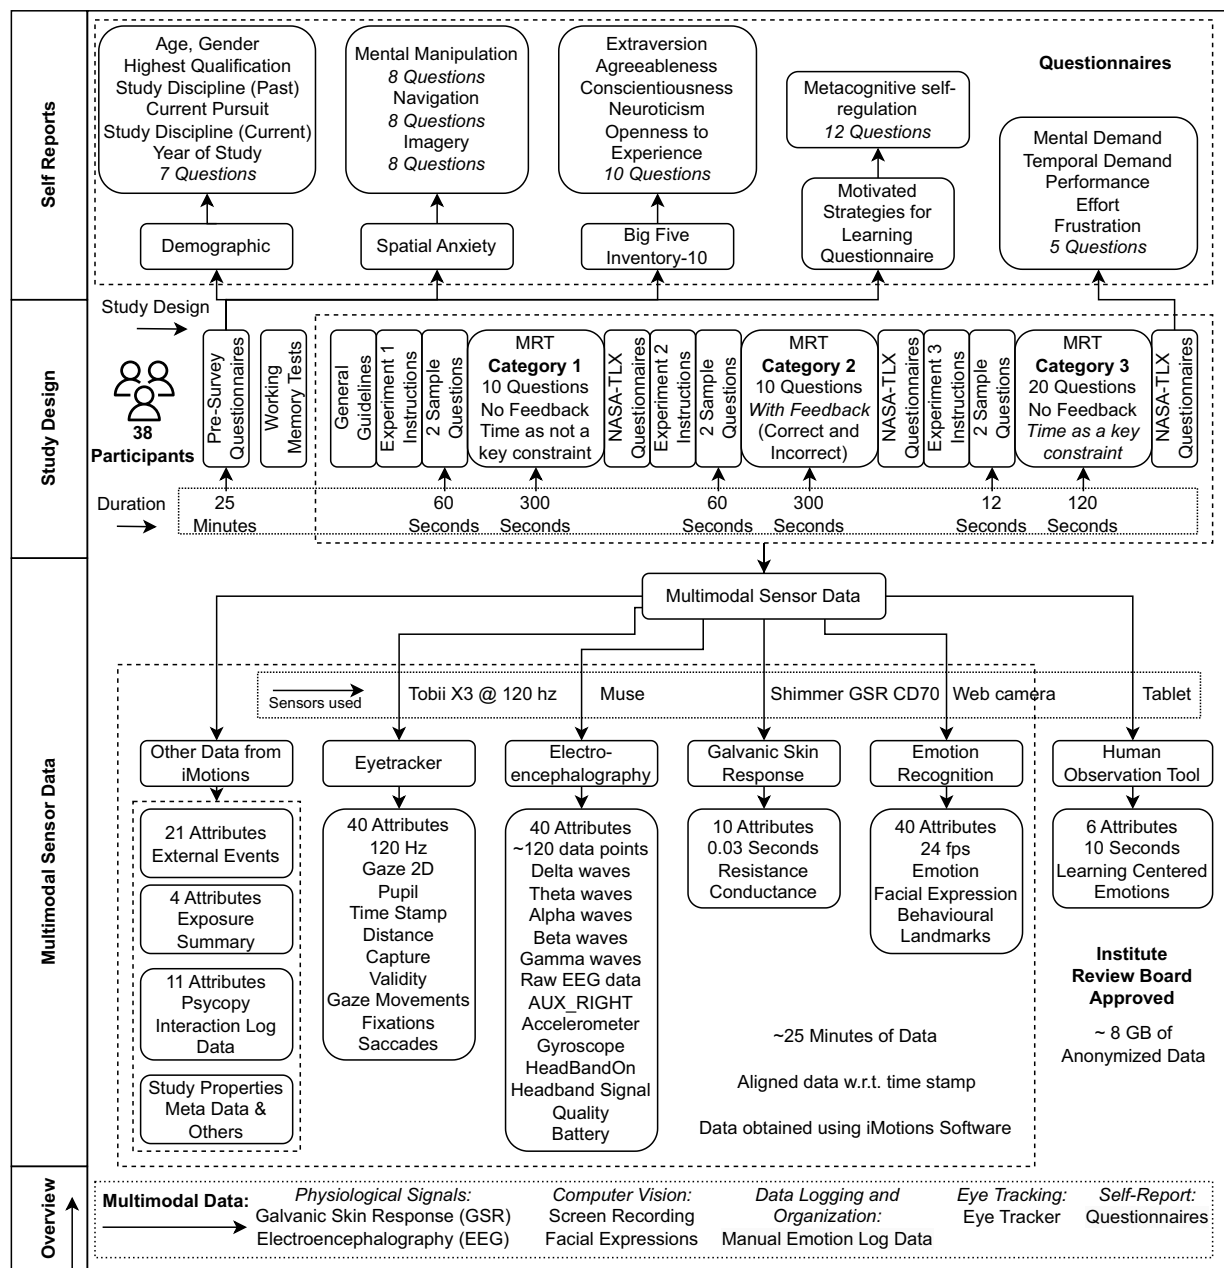 Self Reports
Age, Gender
Highest Qualification
Study Discipline (Past)
Current Pursuit
Study Discipline (Current)
Year of Study
7 Questions
Mental Manipulation
8 Questions
Navigation
8 Questions
Imagery
8 Questions
Extraversion
Agreeableness
Conscientiousness
Neuroticism
Openness to
Experience
10 Questions
Metacognitive self-
regulation
12 Questions
Questionnaires
Mental Demand
Temporal Demand
Performance
Effort
Frustration
5 Questions
Demographic
Spatial Anxiety
Big Five
Inventory-10
Motivated
Strategies for
Learning
Questionnaire
Study Design
Study Design
38
Participants
Pre-Survey
Questionnaires
Working
Memory Tests
General
Guidelines
Experiment 1
Instructions
2 Sample
Questions
MRT
Category 1
10 Questions
No Feedback
Time as not a
key constraint
NASA-TLX
Questionnaires
Experiment 2
Instructions
2 Sample
Questions
MRT
Category 2
10 Questions
With Feedback
(Correct and
Incorrect)
NASA-TLX
Questionnaires
Experiment 3
Instructions
2 Sample
Questions
MRT
Category 3
20 Questions
No Feedback
Time as a key
constraint
NASA-TLX
Questionnaires
Duration
25
Minutes
60
Seconds
300
Seconds
60
Seconds
300
Seconds
12
Seconds
120
Seconds
Multimodal Sensor Data
Multimodal Sensor Data
Sensors used
Tobii X3 @ 120 hz
Muse
Shimmer GSR CD70
Web camera
Tablet
Other Data from
iMotions
Eyetracker
Electro-
encephalography
Galvanic Skin
Response
Emotion
Recognition
Human
Observation Tool
21 Attributes
External Events
4 Attributes
Exposure
Summary
11 Attributes
Psycopy
Interaction Log
Data
Study Properties
Meta Data &
Others
40 Attributes
120 Hz
Gaze 2D
Pupil
Time Stamp
Distance
Capture
Validity
Gaze Movements
Fixations
Saccades
40 Attributes
~120 data points
Delta waves
Theta waves
Alpha waves
Beta waves
Gamma waves
Raw EEG data
AUX_RIGHT
Accelerometer
Gyroscope
HeadBandOn
Headband Signal
Quality
Battery
10 Attributes
0.03 Seconds
Resistance
Conductance
40 Attributes
24 fps
Emotion
Facial Expression
Behavioural
Landmarks
6 Attributes
10 Seconds
Learning Centered
Emotions
~25 Minutes of Data
Aligned data w.r.t. time stamp
Data obtained using iMotions Software
Institute
Review Board
Approved
~ 8 GB of
Anonymized Data
Overview
Multimodal Data:
Physiological Signals:
Galvanic Skin Response (GSR)
Electroencephalography (EEG)
Computer Vision:
Screen Recording
Facial Expressions
Data Logging and
Organization:
Manual Emotion Log Data
Eye Tracking:
Eye Tracker
Self-Report:
Questionnaires